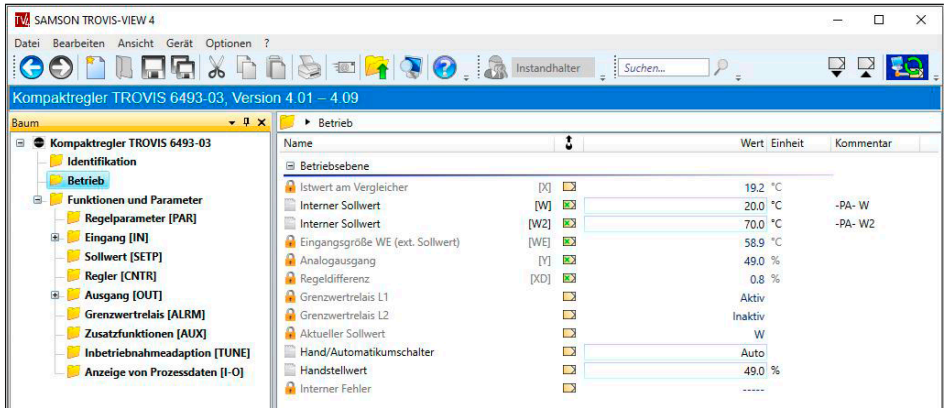 TV4 SAMSON TROVIS-VIEW 4
Datei Bearbeiten Ansicht Gerät Optionen ?
Instandhalter Suchen...
Kompaktregler TROVIS 6493-03, Version 4.01 – 4.09
Baum
Betrieb
Kompaktregler TROVIS 6493-03
Identifikation
Betrieb
Funktionen und Parameter
Regelparameter [PAR]
Eingang [IN]
Sollwert [SETP]
Regler [CNTR]
Ausgang [OUT]
Grenzwertrelais [ALRM]
Zusatzfunktionen [AUX]
Inbetriebnahmeadaption [TUNE]
Anzeige von Prozessdaten [I-O]
Name Wert Einheit Kommentar
Betriebsebene
Istwert am Vergleicher [X] 19.2 °C
Interner Sollwert [W] 20.0 °C -PA- W
Interner Sollwert [W2] 70.0 °C -PA- W2
Eingangsgröße WE (ext. Sollwert) [WE] 58.9 °C
Analogausgang [Y] 49.0 %
Regeldifferenz [XD] 0.8 %
Grenzwertrelais L1 Aktiv
Grenzwertrelais L2 Inaktiv
Aktueller Sollwert W
Hand/Automatikumschalter Auto
Handstellwert 49.0 %
Interner Fehler -----